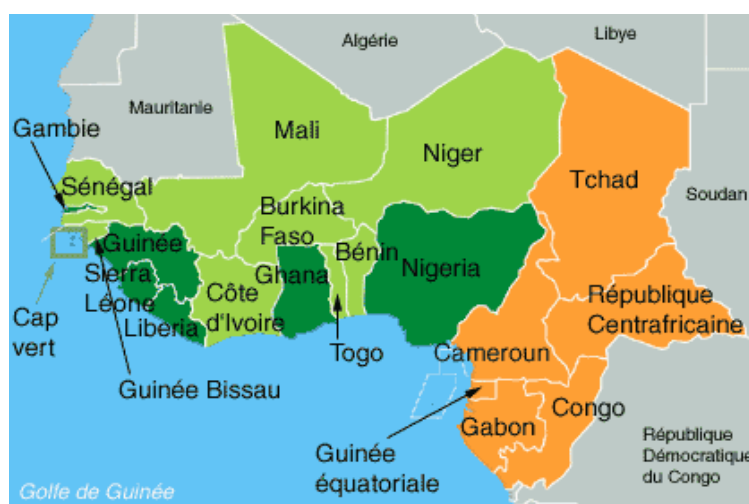 Algérie
Libye
Mauritanie
Gambie
Mali
Niger
Tchad
Soudan
Sénégal
Burkina
Faso
Bénin
Guinée
Sierra
Léone
Ghana
Nigeria
Côte
d'Ivoire
Liberia
République
Centrafricaine
Cap
vert
Togo
Cameroun
Guinée Bissau
Gabon
Congo
Guinée
équatoriale
République
Démocratique
du Congo
Golfe de Guinée